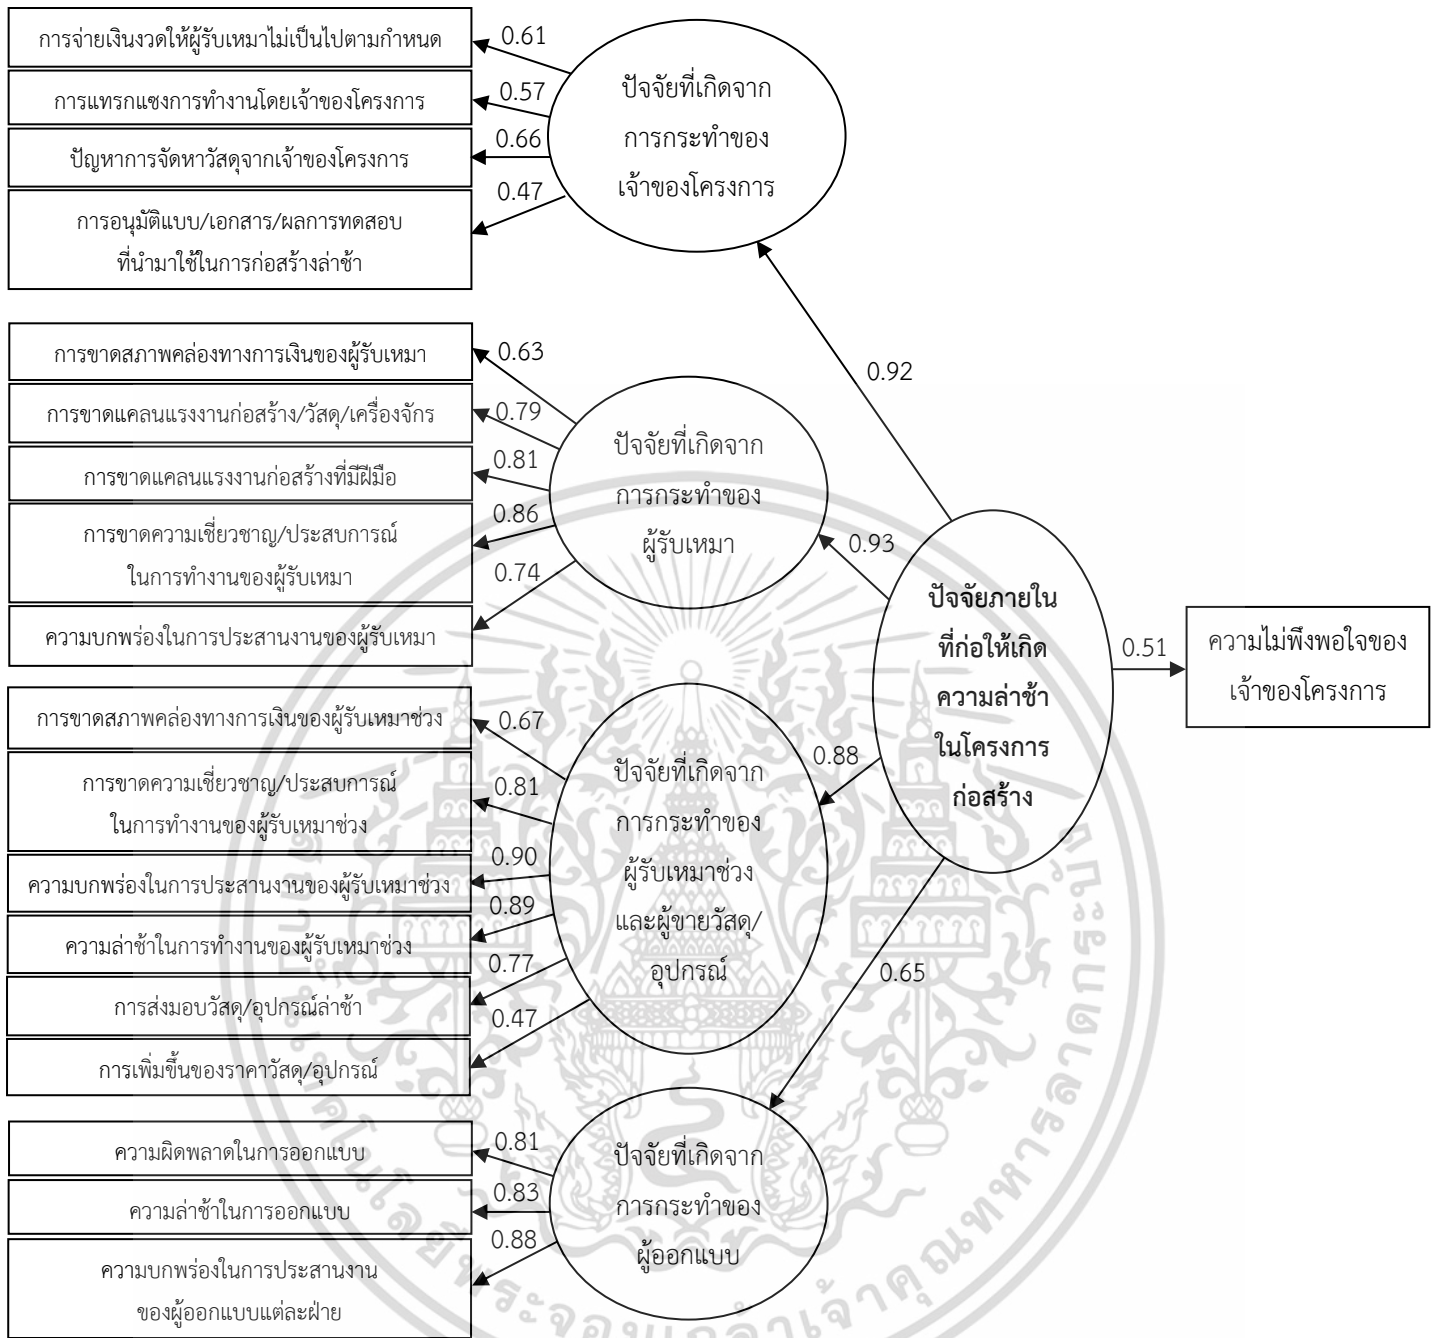 การจ่ายเงินงวดให้ผู้รับเหมาไม่เป็นไปตามกำหนด
0.61
การแทรกแซงการทำงานโดยเจ้าของโครงการ
0.57
ปัญหาการจัดหาวัสดุจากเจ้าของโครงการ
0.66
การอนุมัติแบบ/เอกสาร/ผลการทดสอบ
ที่นำมาใช้ในการก่อสร้างล่าช้า
0.47
ปัจจัยที่เกิดจาก
การกระทำของ
เจ้าของโครงการ
0.92
การขาดสภาพคล่องทางการเงินของผู้รับเหมา
0.63
การขาดแคลนแรงงานก่อสร้าง/วัสดุ/เครื่องจักร
0.79
การขาดแคลนแรงงานก่อสร้างที่มีฝีมือ
0.81
การขาดความเชี่ยวชาญ/ประสบการณ์
ในการทำงานของผู้รับเหมา
0.86
ความบกพร่องในการประสานงานของผู้รับเหมา
0.74
ปัจจัยที่เกิดจาก
การกระทำของ
ผู้รับเหมา
0.93
ปัจจัยภายใน
ที่ก่อให้เกิด
ความล่าช้า
ในโครงการ
ก่อสร้าง
0.51
ความไม่พึงพอใจของ
เจ้าของโครงการ
การขาดสภาพคล่องทางการเงินของผู้รับเหมาช่วง
0.67
การขาดความเชี่ยวชาญ/ประสบการณ์
ในการทำงานของผู้รับเหมาช่วง
0.81
ความบกพร่องในการประสานงานของผู้รับเหมาช่วง
0.90
ความล่าช้าในการทำงานของผู้รับเหมาช่วง
0.89
การส่งมอบวัสดุ/อุปกรณ์ล่าช้า
0.77
การเพิ่มขึ้นของราคาวัสดุ/อุปกรณ์
0.47
ปัจจัยที่เกิดจาก
การกระทำของ
ผู้รับเหมาช่วง
และผู้ขายวัสดุ/
อุปกรณ์
0.88
0.65
ความผิดพลาดในการออกแบบ
0.81
ความล่าช้าในการออกแบบ
0.83
ความบกพร่องในการประสานงาน
ของผู้ออกแบบแต่ละฝ่าย
0.88
ปัจจัยที่เกิดจาก
การกระทำของ
ผู้ออกแบบ